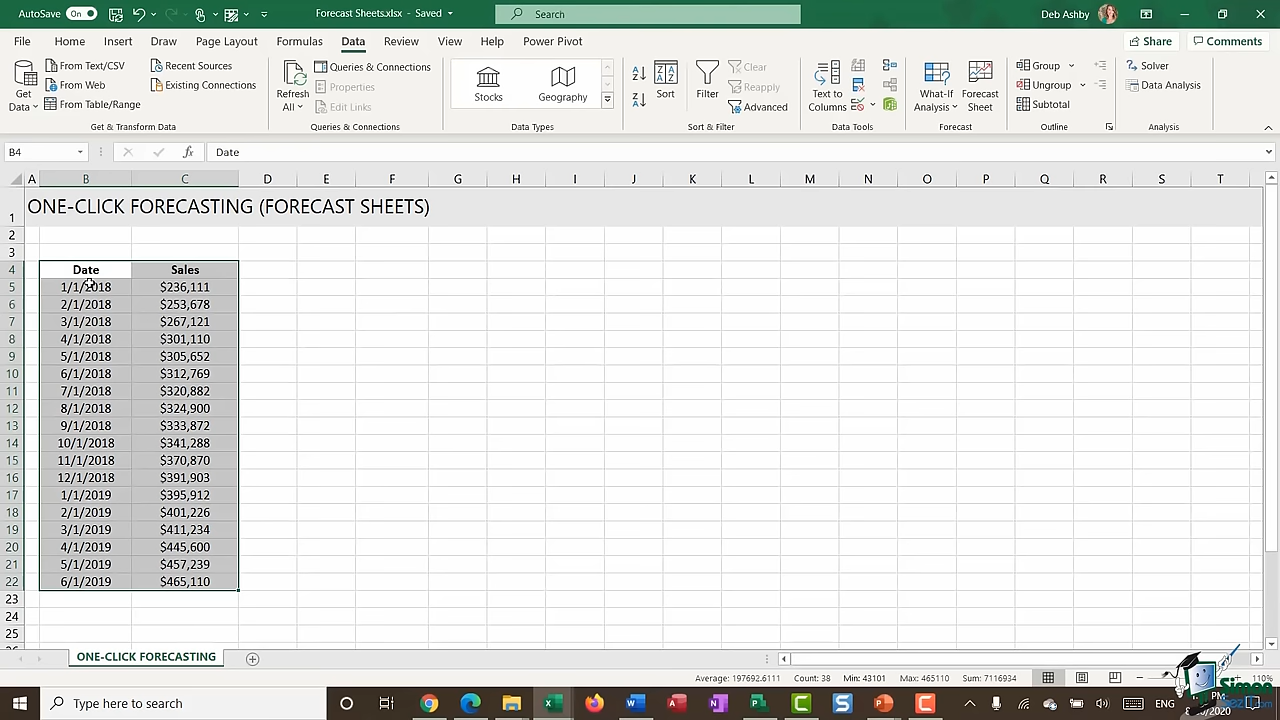 AutoSave On Forecast Sheets.xlsx - Saved Search Deb Ashby
File Home Insert Draw Page Layout Formulas Data Review View Help Power Pivot Share Comments
Get Data
From Text/CSV
From Web
From Table/Range
Recent Sources
Existing Connections
Get & Transform Data
Refresh All
Queries & Connections
Properties
Edit Links
Queries & Connections
Stocks
Geography
Data Types
Sort
Filter
Clear
Reapply
Advanced
Sort & Filter
Text to Columns
Data Tools
What-If Analysis
Forecast Sheet
Forecast
Group
Ungroup
Subtotal
Outline
Solver
Data Analysis
Analysis
B4 fx Date
A B C D E F G H I J K L M N O P Q R S T
1 ONE-CLICK FORECASTING (FORECAST SHEETS)
2
3
4 Date Sales
5 1/1/2018 $236,111
6 2/1/2018 $253,678
7 3/1/2018 $267,121
8 4/1/2018 $301,110
9 5/1/2018 $305,652
10 6/1/2018 $312,769
11 7/1/2018 $320,882
12 8/1/2018 $324,900
13 9/1/2018 $333,872
14 10/1/2018 $341,288
15 11/1/2018 $370,870
16 12/1/2018 $391,903
17 1/1/2019 $395,912
18 2/1/2019 $401,226
19 3/1/2019 $411,234
20 4/1/2019 $445,600
21 5/1/2019 $457,239
22 6/1/2019 $465,110
23
24
25
ONE-CLICK FORECASTING
Average: 197692.6111 Count: 38 Min: 43101 Max: 465110 Sum: 7116934 110%
Type here to search ENG PM